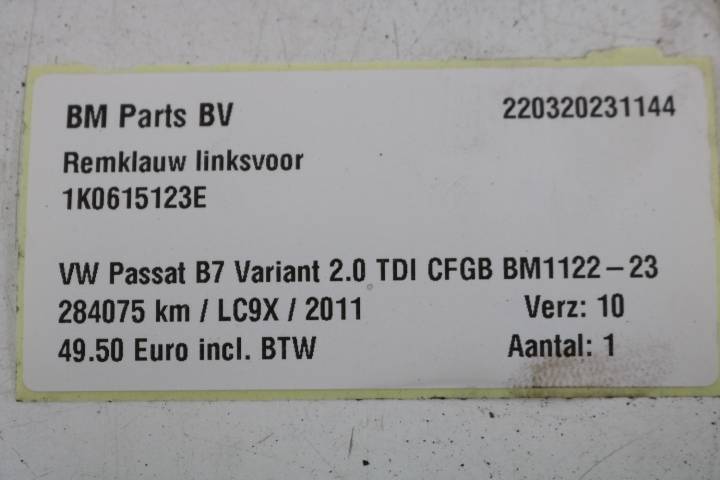 BM Parts BV 220320231144
Remklauw linksvoor
1K0615123E
VW Passat B7 Variant 2.0 TDI CFGB BM1122-23
284075 km / LC9X / 2011 Verz: 10
49.50 Euro incl. BTW Aantal: 1